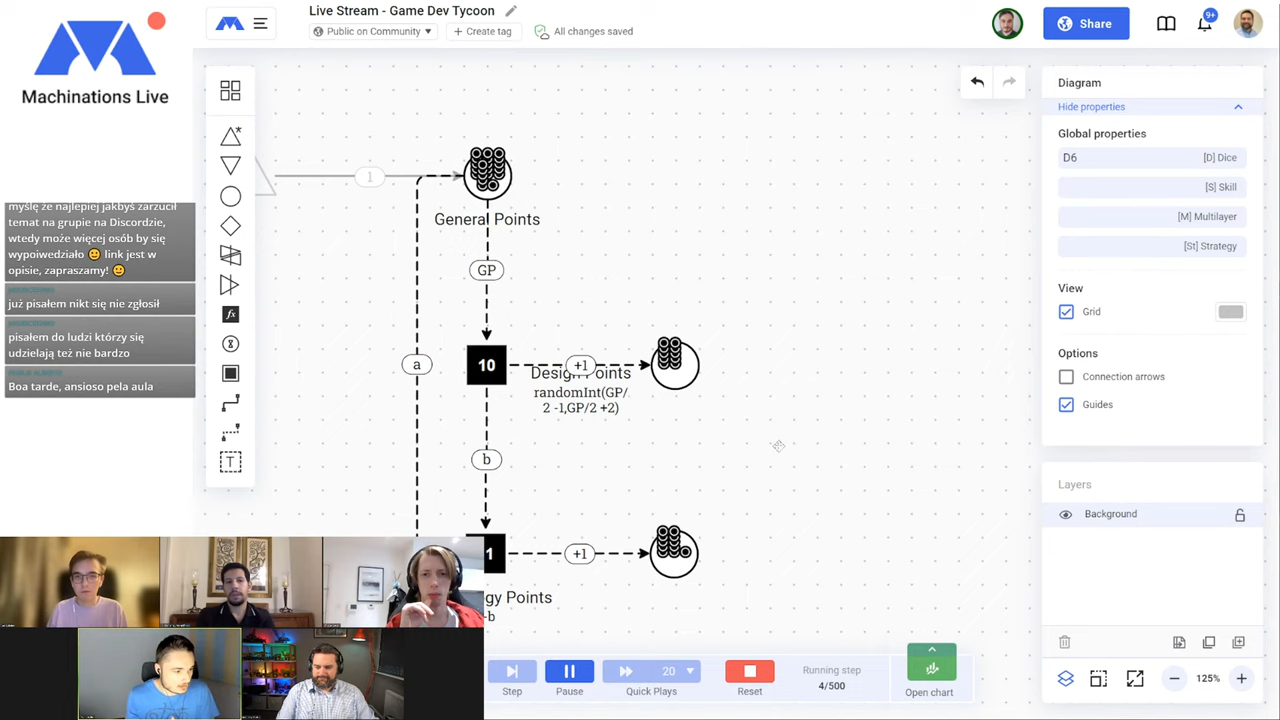 Machinations Live
myślę że najlepiej jakbyś zarzucił
temat na grupie na Discordzie,
wtedy może więcej osób by się
wypoiwedziało 🙂 link jest w
opisie, zapraszamy! 🙂
już pisałem nikt się nie zgłosił
pisałem do ludzi którzy się
udzielają też nie bardzo
Boa tarde, ansioso pela aula
Live Stream - Game Dev Tycoon
Public on Community
+ Create tag
All changes saved
Share
9+
1
General Points
GP
a
10
+1
Design Points
randomInt(GP/
2 -1,GP/2 +2)
b
1
+1
gy Points
-b
T
fx
Diagram
Hide properties
Global properties
D6
[D] Dice
[S] Skill
[M] Multilayer
[St] Strategy
View
Grid
Options
Connection arrows
Guides
Layers
Background
Step
Pause
20
Quick Plays
Reset
Running step
4/500
Open chart
125%